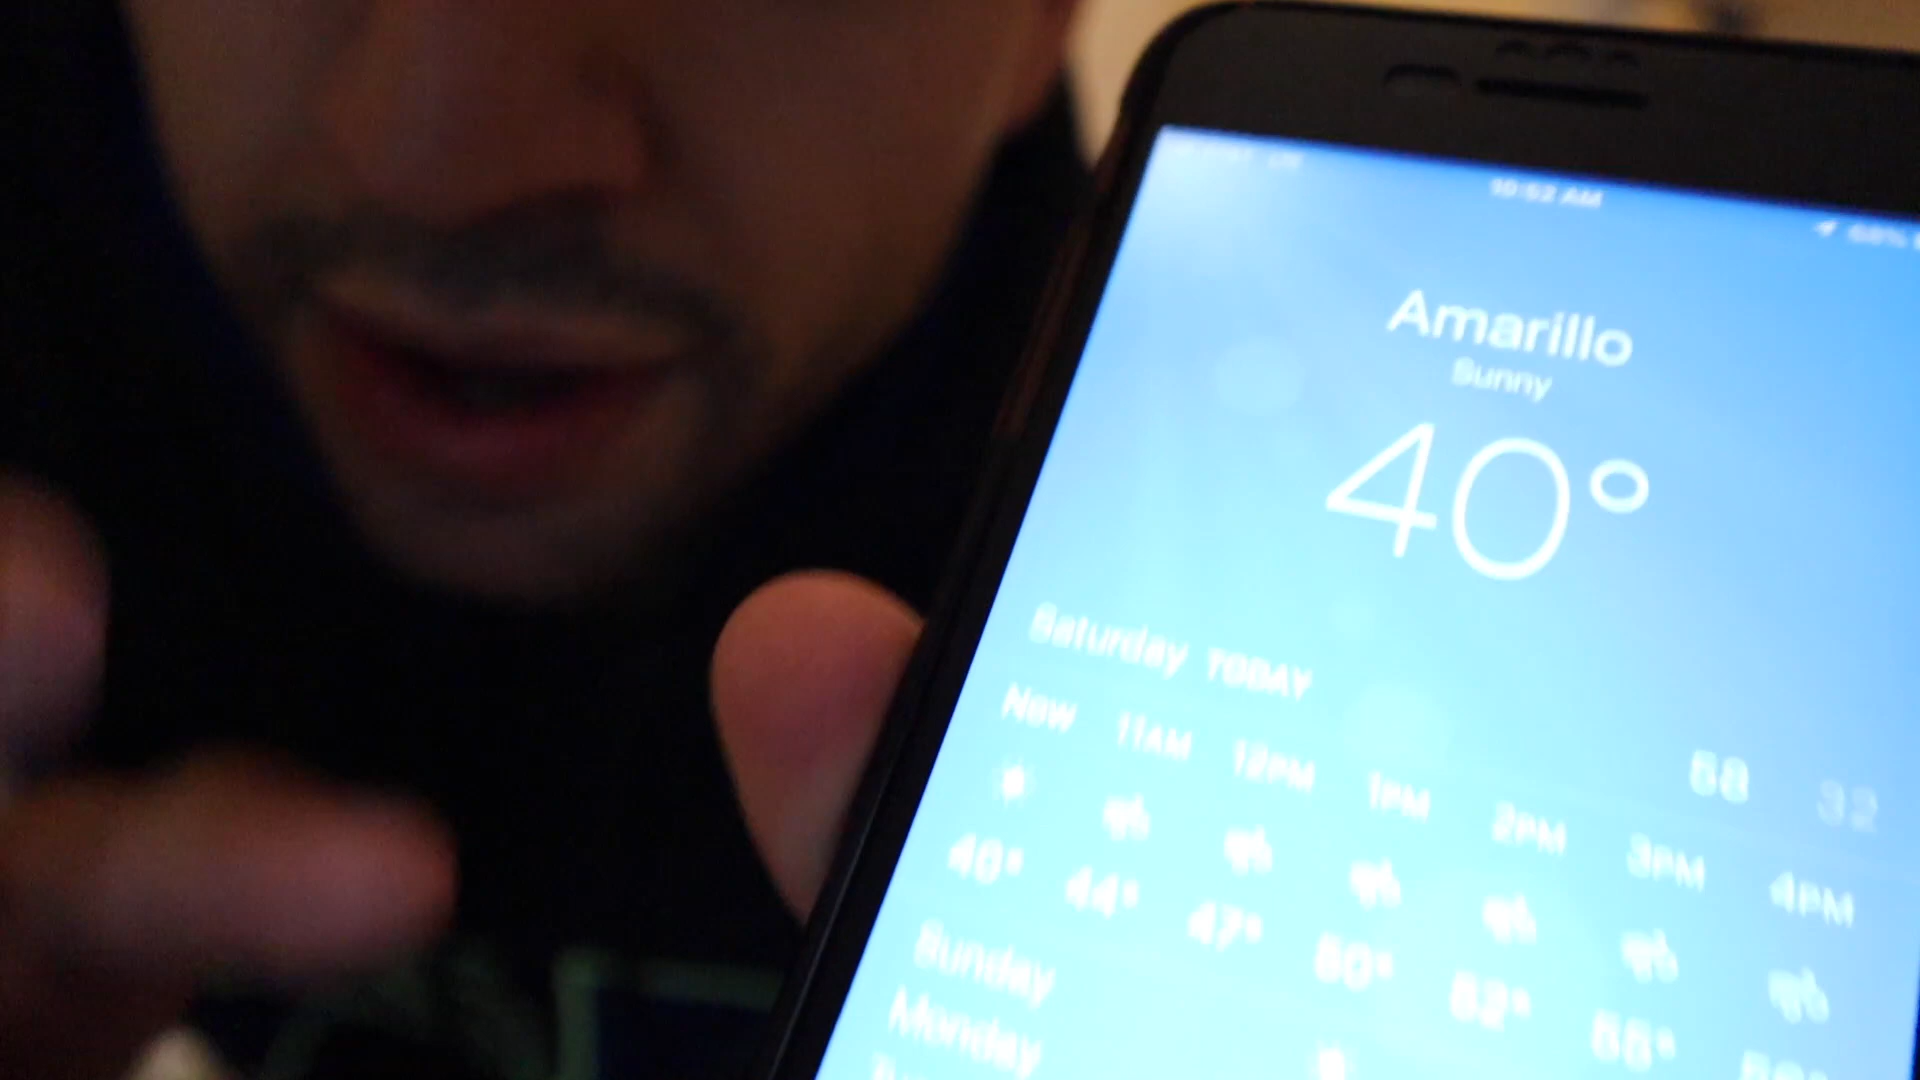 10:52 AM
68%
Amarillo
Sunny
40°
Saturday TODAY 58 32
Now 11AM 12PM 1PM 2PM 3PM 4PM
40° 44° 47° 50° 52° 55°
Sunday
Monday